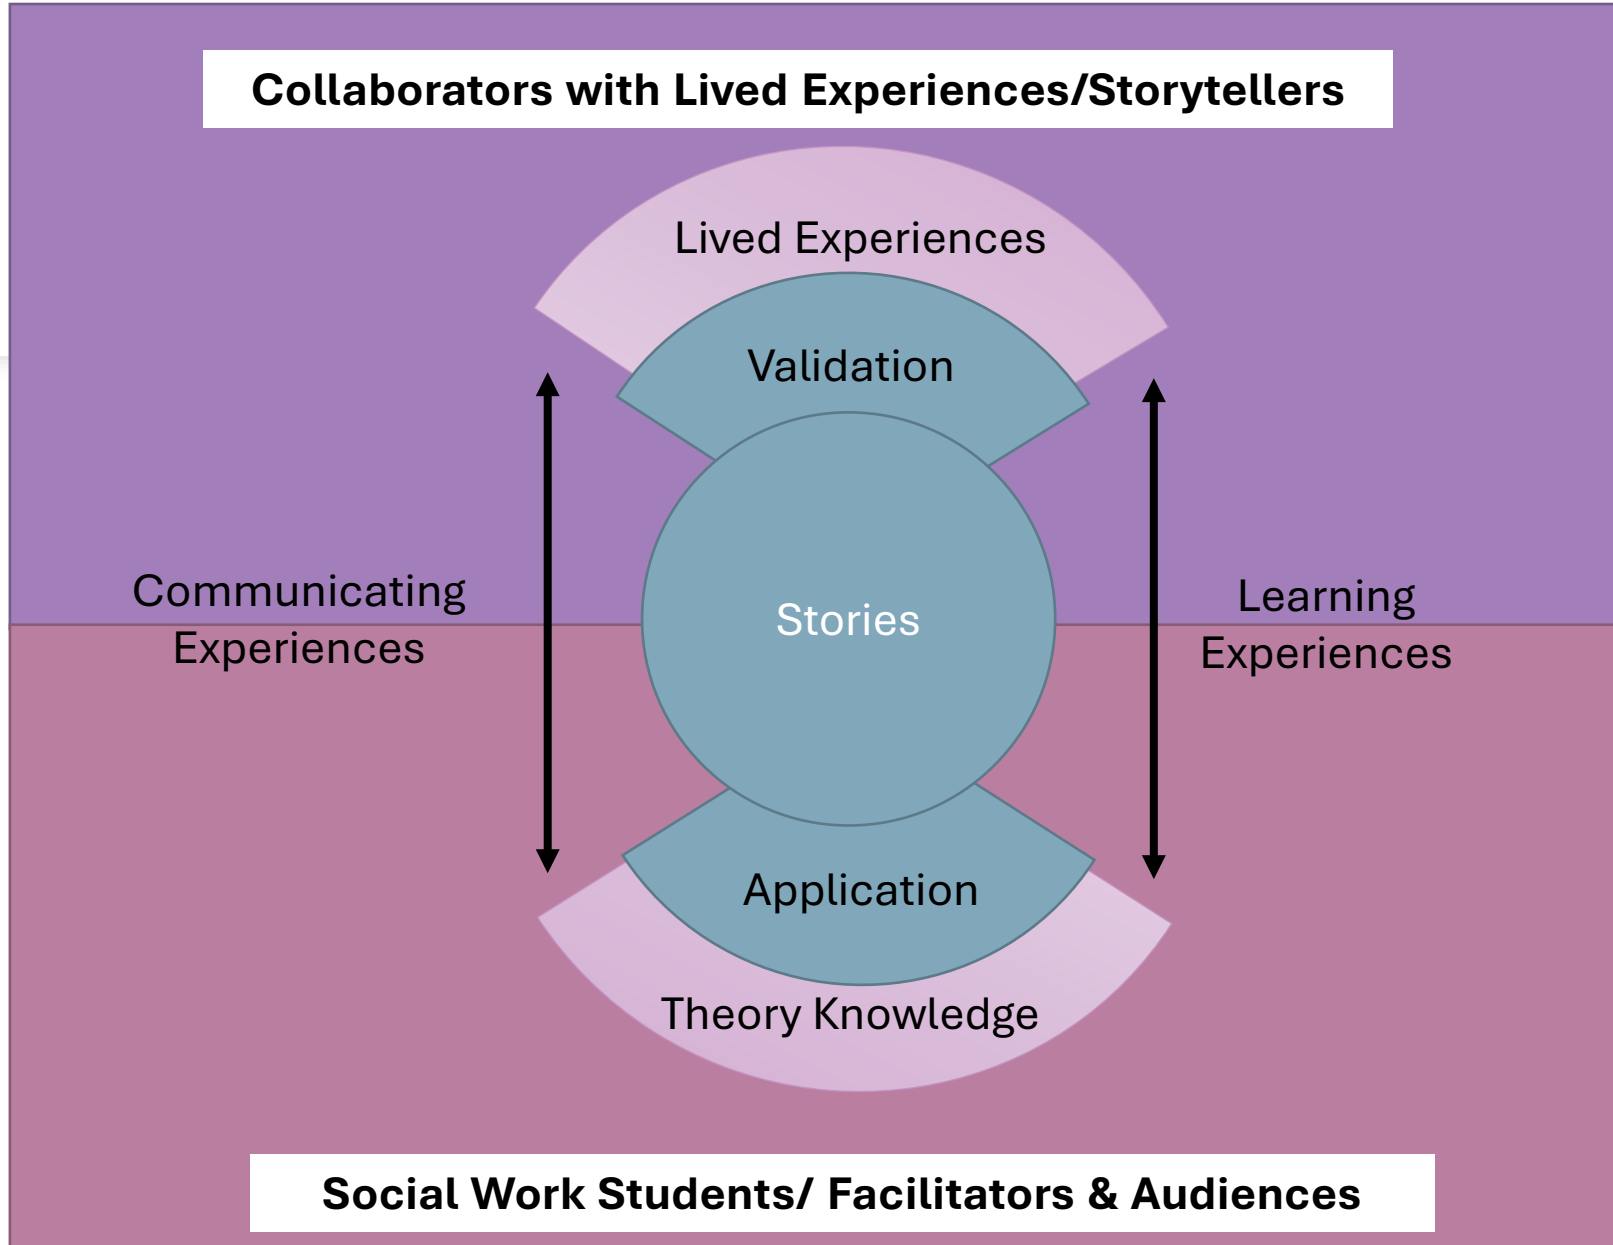 Collaborators with Lived Experiences/Storytellers
Lived Experiences
Validation
Communicating
Experiences
Stories
Learning
Experiences
Application
Theory Knowledge
Social Work Students/ Facilitators & Audiences